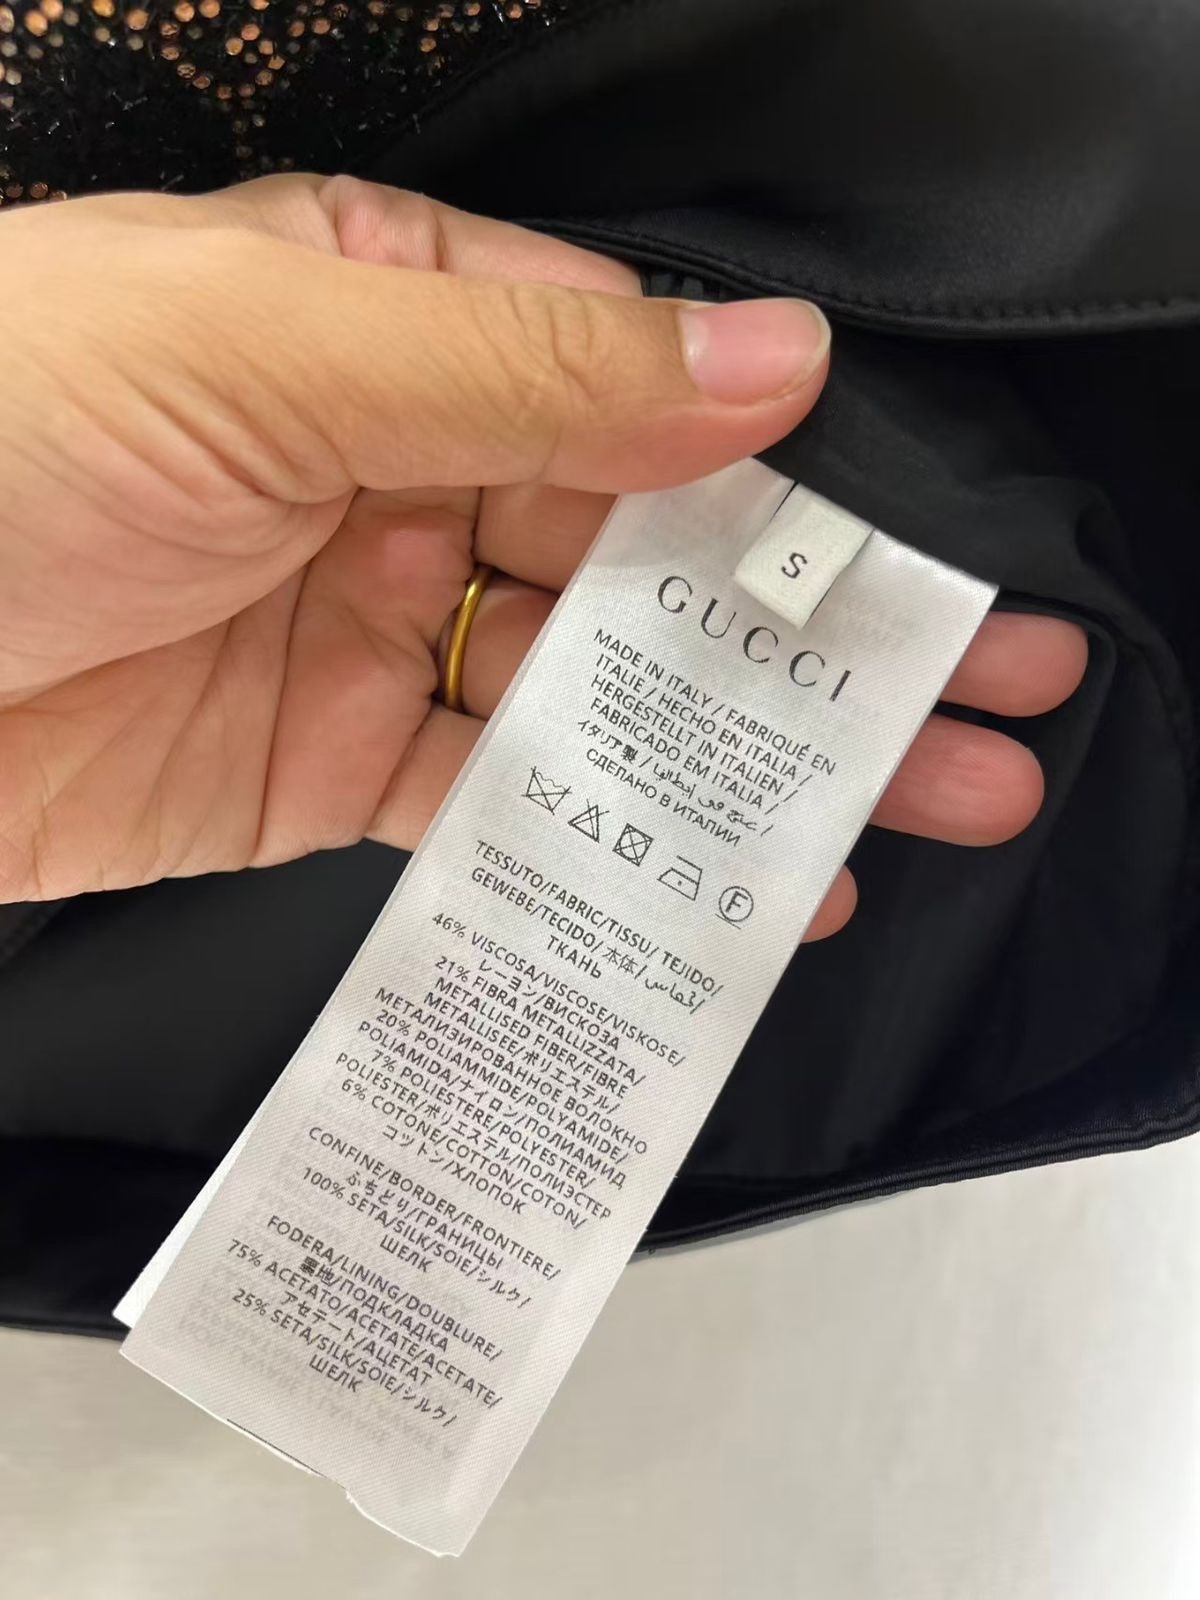 S
GUCCI
MADE IN ITALY / FABRIQUÉ EN
ITALIE / HECHO EN ITALIA /
HERGESTELLT IN ITALIEN /
FABRICADO EM ITALIA /
イタリア製 / صنع في إيطاليا /
СДЕЛАНО В ИТАЛИИ
F
TESSUTO/FABRIC/TISSU/ TEJIDO/
GEWEBE/TECIDO/ 本体/ قماش/
ТКАНЬ
46% VISCOSA/VISCOSE/VISKOSE/
レーヨン/ВИСКОЗА
21% FIBRA METALLIZZATA/
METALLISED FIBER/FIBRE
METALLISEE/ポリエステル/
МЕТАЛИЗИРОВАННОЕ ВОЛОКНО
20% POLIAMMIDE/POLYAMIDE/
POLIAMIDA/ナイロン/ПОЛИАМИД
7% POLIESTERE/POLYESTER/
POLIESTER/ポリエステル/ПОЛИЭСТЕР
6% COTONE/COTTON/COTON/
コットン/ХЛОПОК
CONFINE/BORDER/FRONTIERE/
ふちどり/ГРАНИЦЫ
100% SETA/SILK/SOIE/シルク/
ШЕЛК
FODERA/LINING/DOUBLURE/
裏地/ПОДКЛАДКА
75% ACETATO/ACETATE/ACETATE/
アセテート/АЦЕТАТ
25% SETA/SILK/SOIE/シルク/
ШЕЛК